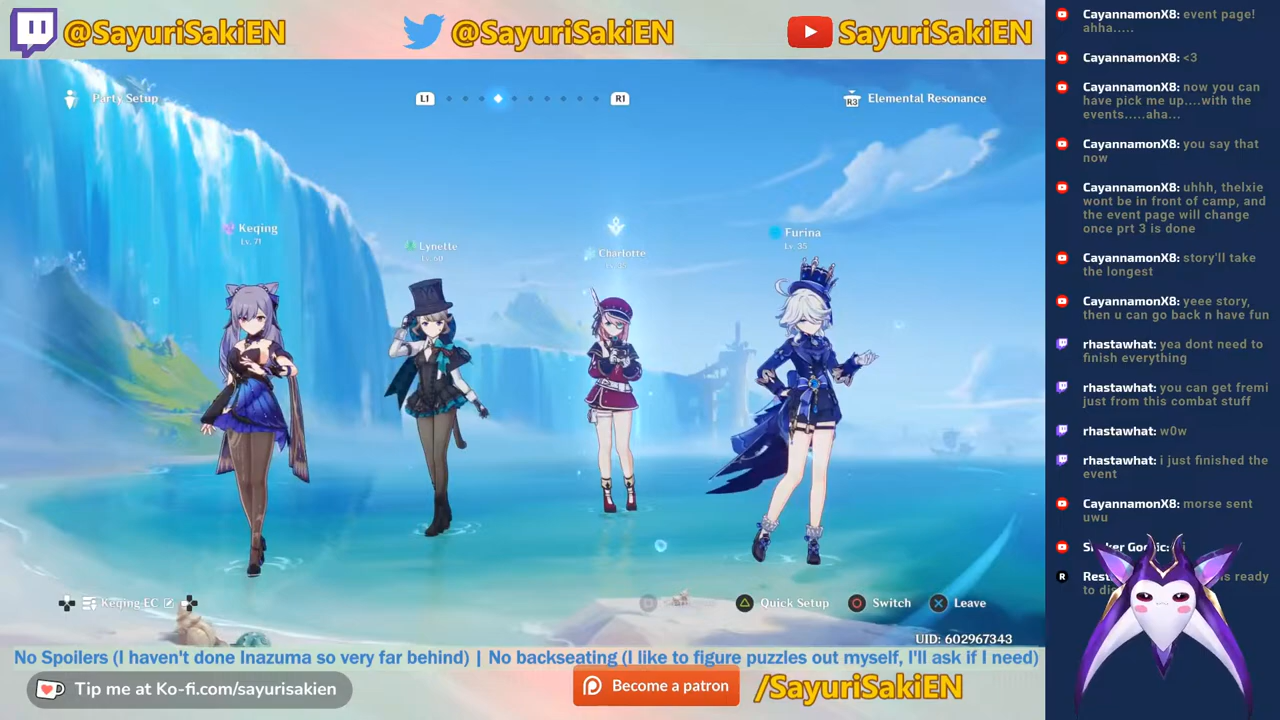 @SayuriSakiEN
@SayuriSakiEN
SayuriSakiEN
Party Setup
L1
R1
R3
Elemental Resonance
Keqing
Lv. 71
Lynette
Lv. 60
Charlotte
Furina
Lv. 35
Keqing EC
Quick Setup
Switch
Leave
UID: 602967343
No Spoilers (I haven't done Inazuma so very far behind) | No backseating (I like to figure puzzles out myself, I'll ask if I need)
Tip me at Ko-fi.com/sayurisakien
Become a patron
/SayuriSakiEN
CayannamonX8: event page!
ahha.....
CayannamonX8: <3
CayannamonX8: now you can
have pick me up....with the
events.....aha...
CayannamonX8: you say that
now
CayannamonX8: uhhh, thelxie
wont be in front of camp, and
the event page will change
once prt 3 is done
CayannamonX8: story'll take
the longest
CayannamonX8: yeee story,
then u can go back n have fun
rhastawhat: yea dont need to
finish everything
rhastawhat: you can get fremi
just from this combat stuff
rhastawhat: w0w
rhastawhat: i just finished the
event
CayannamonX8: morse sent
uwu
R
ready